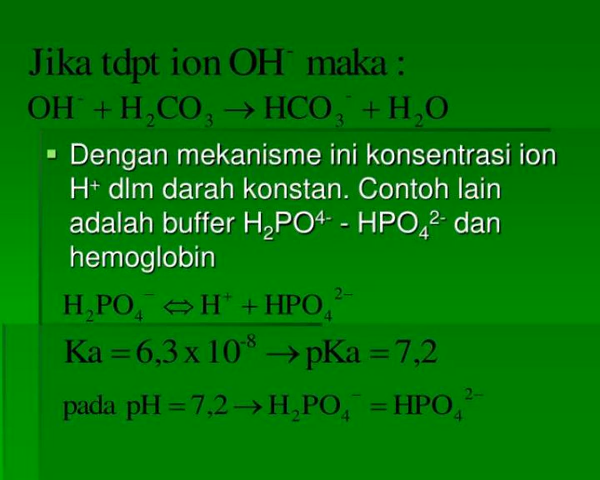 Jika tdpt ion OH⁻ maka :
OH⁻ + H₂CO₃ → HCO₃⁻ + H₂O
▪ Dengan mekanisme ini konsentrasi ion
H⁺ dlm darah konstan. Contoh lain
adalah buffer H₂PO⁴⁻ - HPO₄²⁻ dan
hemoglobin
H₂PO₄⁻ ⇔ H⁺ + HPO₄²⁻
Ka = 6,3 x 10⁻⁸ → pKa = 7,2
pada pH = 7,2 → H₂PO₄⁻ = HPO₄²⁻